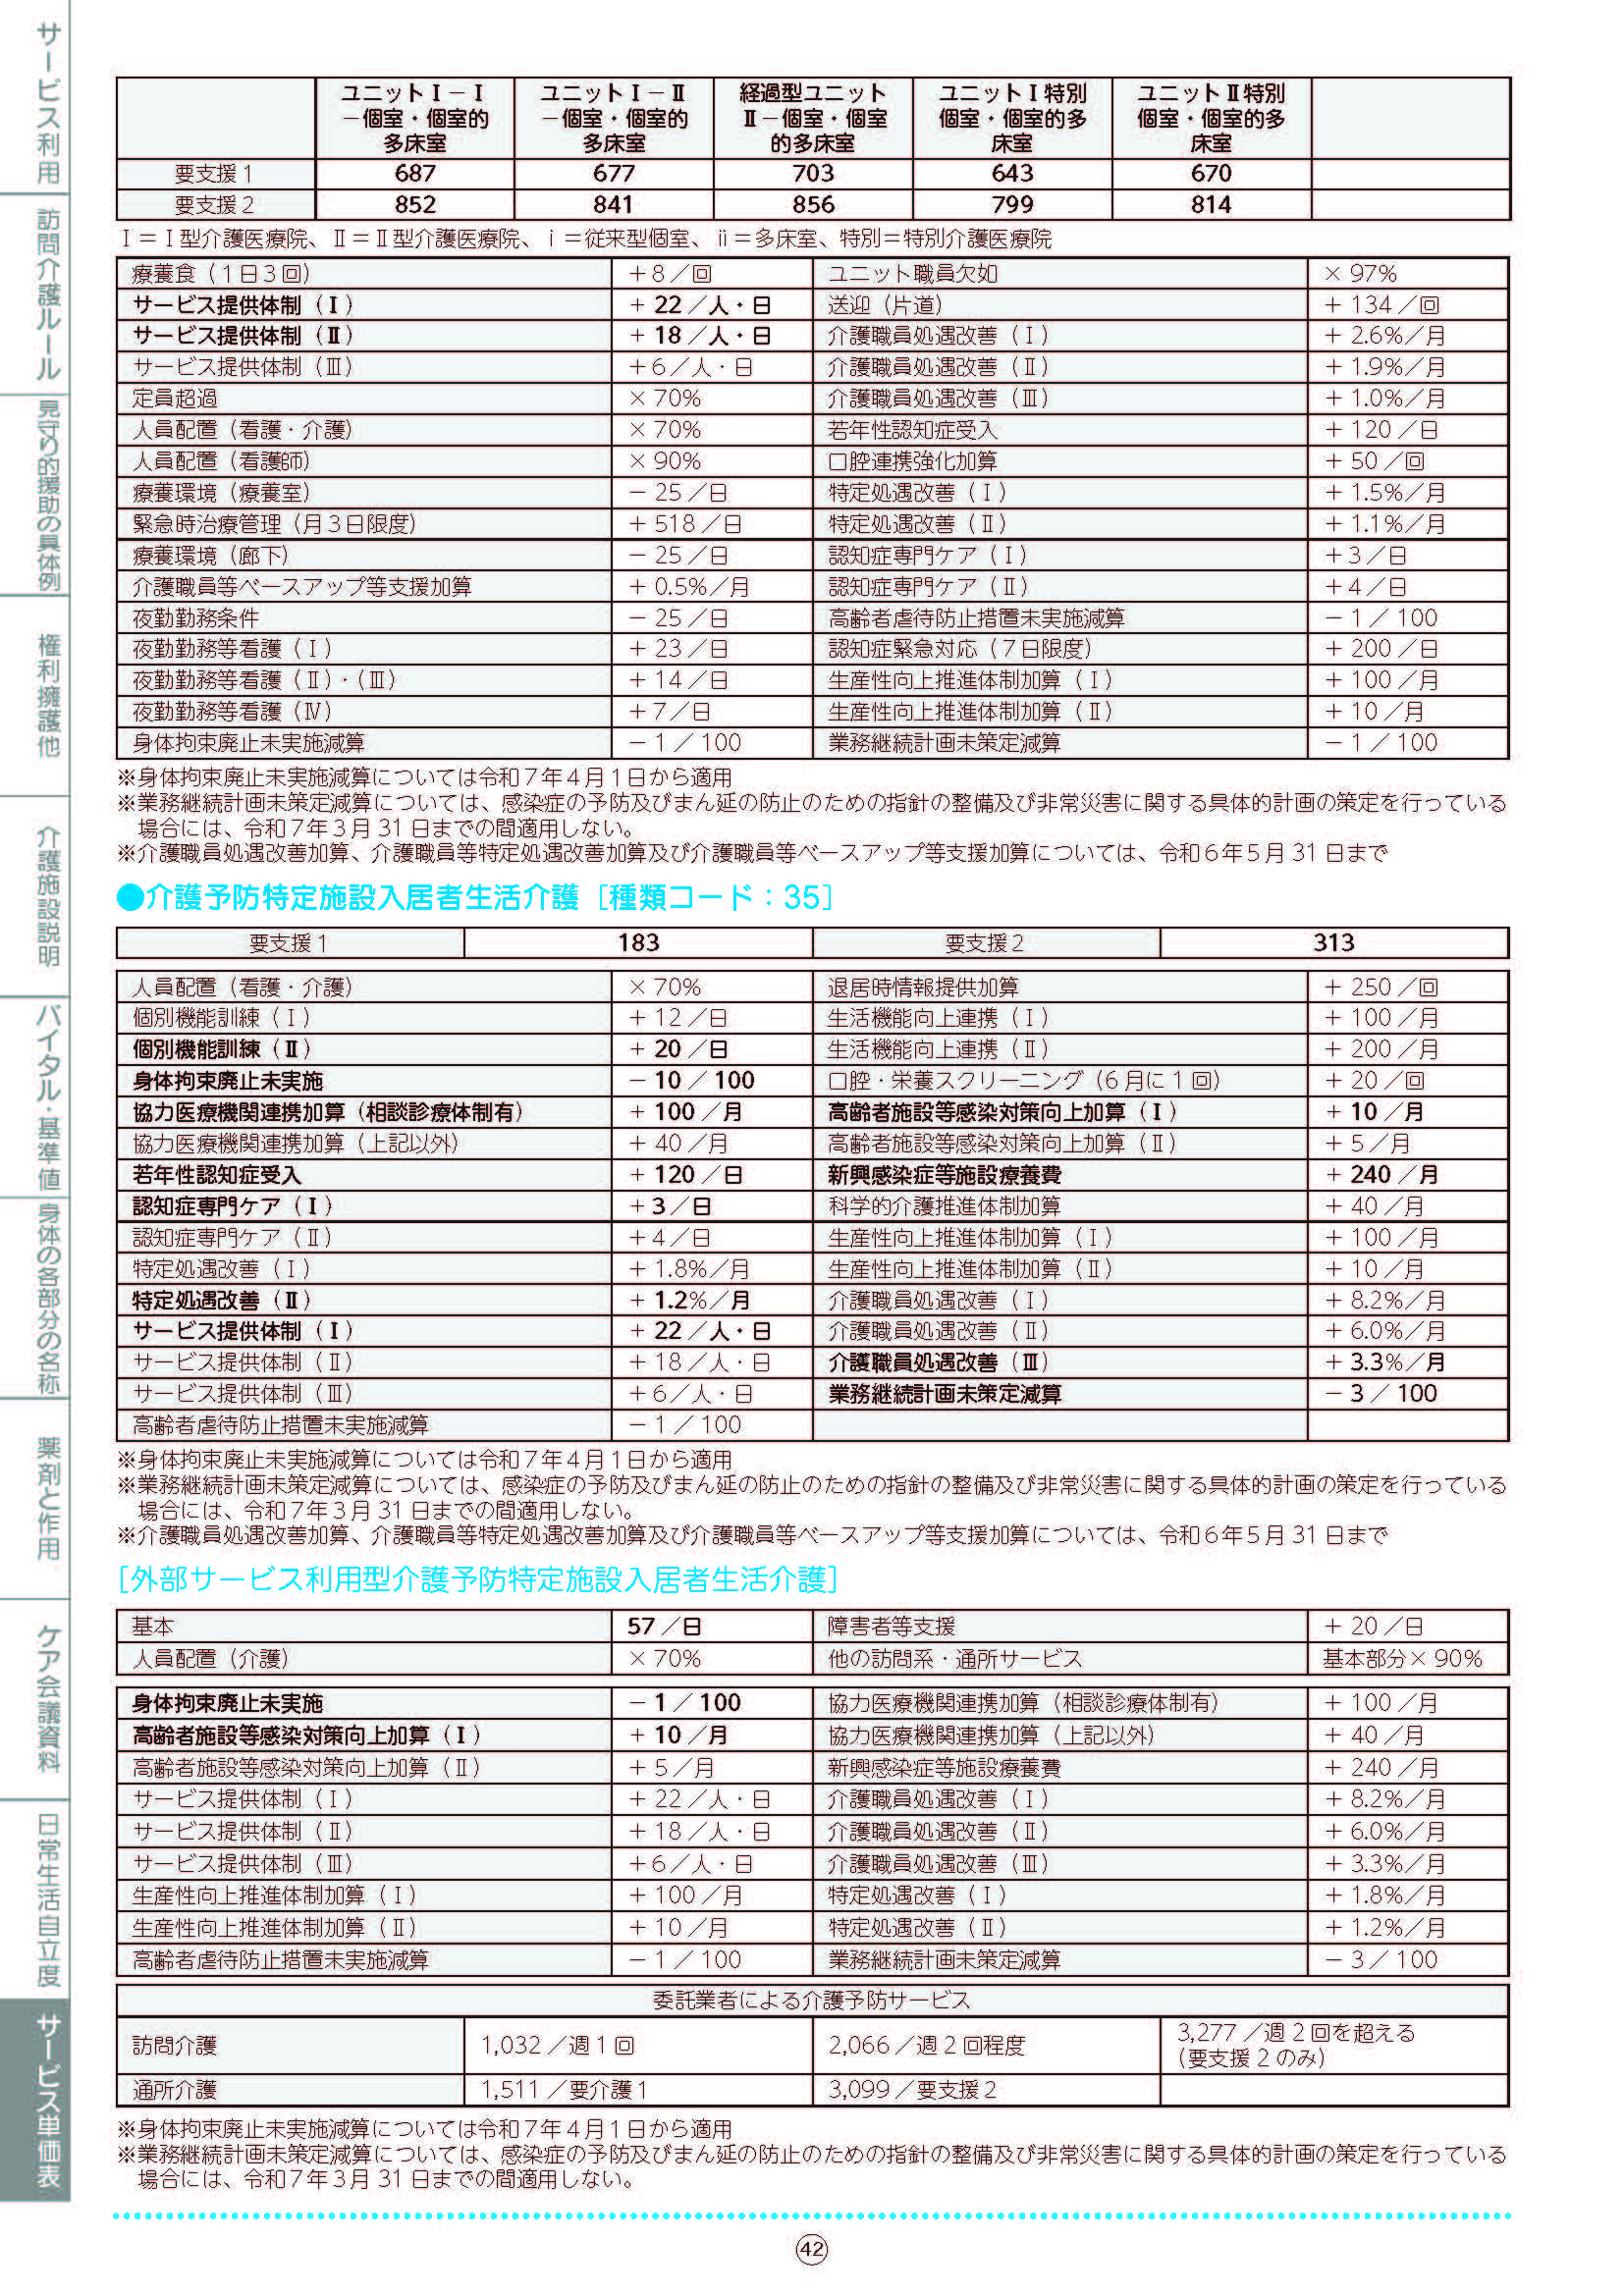 サービス利用
訪問介護ルール
見守り的援助の具体例
権利擁護他
介護施設説明
バイタル・基準値
身体の各部分の名称
薬剤と作用
ケア会議資料
日常生活自立度
サービス単価表
ユニットⅠ－Ⅰ－個室・個室的多床室 ユニットⅠ－Ⅱ－個室・個室的多床室 経過型ユニットⅡ－個室・個室的多床室 ユニットⅠ特別個室・個室的多床室 ユニットⅡ特別個室・個室的多床室
要支援1 687 677 703 643 670
要支援2 852 841 856 799 814
Ⅰ＝Ⅰ型介護医療院、Ⅱ＝Ⅱ型介護医療院、ⅰ＝従来型個室、ⅱ＝多床室、特別＝特別介護医療院
療養食（1日3回） ＋8／回 ユニット職員欠如 ×97%
サービス提供体制（Ⅰ） ＋22／人・日 送迎（片道） ＋134／回
サービス提供体制（Ⅱ） ＋18／人・日 介護職員処遇改善（Ⅰ） ＋2.6%／月
サービス提供体制（Ⅲ） ＋6／人・日 介護職員処遇改善（Ⅱ） ＋1.9%／月
定員超過 ×70% 介護職員処遇改善（Ⅲ） ＋1.0%／月
人員配置（看護・介護） ×70% 若年性認知症受入 ＋120／日
人員配置（看護師） ×90% 口腔連携強化加算 ＋50／回
療養環境（療養室） －25／日 特定処遇改善（Ⅰ） ＋1.5%／月
緊急時治療管理（月3日限度） ＋518／日 特定処遇改善（Ⅱ） ＋1.1%／月
療養環境（廊下） －25／日 認知症専門ケア（Ⅰ） ＋3／日
介護職員等ベースアップ等支援加算 ＋0.5%／月 認知症専門ケア（Ⅱ） ＋4／日
夜勤勤務条件 －25／日 高齢者虐待防止措置未実施減算 －1／100
夜勤勤務等看護（Ⅰ） ＋23／日 認知症緊急対応（7日限度） ＋200／日
夜勤勤務等看護（Ⅱ）・（Ⅲ） ＋14／日 生産性向上推進体制加算（Ⅰ） ＋100／月
夜勤勤務等看護（Ⅳ） ＋7／日 生産性向上推進体制加算（Ⅱ） ＋10／月
身体拘束廃止未実施減算 －1／100 業務継続計画未策定減算 －1／100
※身体拘束廃止未実施減算については令和7年4月1日から適用
※業務継続計画未策定減算については、感染症の予防及びまん延の防止のための指針の整備及び非常災害に関する具体的計画の策定を行っている
場合には、令和7年3月31日までの間適用しない。
※介護職員処遇改善加算、介護職員等特定処遇改善加算及び介護職員等ベースアップ等支援加算については、令和6年5月31日まで
●介護予防特定施設入居者生活介護［種類コード：35］
要支援1 183 要支援2 313
人員配置（看護・介護） ×70% 退居時情報提供加算 ＋250／回
個別機能訓練（Ⅰ） ＋12／日 生活機能向上連携（Ⅰ） ＋100／月
個別機能訓練（Ⅱ） ＋20／日 生活機能向上連携（Ⅱ） ＋200／月
身体拘束廃止未実施 －10／100 口腔・栄養スクリーニング（6月に1回） ＋20／回
協力医療機関連携加算（相談診療体制有） ＋100／月 高齢者施設等感染対策向上加算（Ⅰ） ＋10／月
協力医療機関連携加算（上記以外） ＋40／月 高齢者施設等感染対策向上加算（Ⅱ） ＋5／月
若年性認知症受入 ＋120／日 新興感染症等施設療養費 ＋240／月
認知症専門ケア（Ⅰ） ＋3／日 科学的介護推進体制加算 ＋40／月
認知症専門ケア（Ⅱ） ＋4／日 生産性向上推進体制加算（Ⅰ） ＋100／月
特定処遇改善（Ⅰ） ＋1.8%／月 生産性向上推進体制加算（Ⅱ） ＋10／月
特定処遇改善（Ⅱ） ＋1.2%／月 介護職員処遇改善（Ⅰ） ＋8.2%／月
サービス提供体制（Ⅰ） ＋22／人・日 介護職員処遇改善（Ⅱ） ＋6.0%／月
サービス提供体制（Ⅱ） ＋18／人・日 介護職員処遇改善（Ⅲ） ＋3.3%／月
サービス提供体制（Ⅲ） ＋6／人・日 業務継続計画未策定減算 －3／100
高齢者虐待防止措置未実施減算 －1／100
※身体拘束廃止未実施減算については令和7年4月1日から適用
※業務継続計画未策定減算については、感染症の予防及びまん延の防止のための指針の整備及び非常災害に関する具体的計画の策定を行っている
場合には、令和7年3月31日までの間適用しない。
※介護職員処遇改善加算、介護職員等特定処遇改善加算及び介護職員等ベースアップ等支援加算については、令和6年5月31日まで
［外部サービス利用型介護予防特定施設入居者生活介護］
基本 57／日 障害者等支援 ＋20／日
人員配置（介護） ×70% 他の訪問系・通所サービス 基本部分×90%
身体拘束廃止未実施 －1／100 協力医療機関連携加算（相談診療体制有） ＋100／月
高齢者施設等感染対策向上加算（Ⅰ） ＋10／月 協力医療機関連携加算（上記以外） ＋40／月
高齢者施設等感染対策向上加算（Ⅱ） ＋5／月 新興感染症等施設療養費 ＋240／月
サービス提供体制（Ⅰ） ＋22／人・日 介護職員処遇改善（Ⅰ） ＋8.2%／月
サービス提供体制（Ⅱ） ＋18／人・日 介護職員処遇改善（Ⅱ） ＋6.0%／月
サービス提供体制（Ⅲ） ＋6／人・日 介護職員処遇改善（Ⅲ） ＋3.3%／月
生産性向上推進体制加算（Ⅰ） ＋100／月 特定処遇改善（Ⅰ） ＋1.8%／月
生産性向上推進体制加算（Ⅱ） ＋10／月 特定処遇改善（Ⅱ） ＋1.2%／月
高齢者虐待防止措置未実施減算 －1／100 業務継続計画未策定減算 －3／100
委託業者による介護予防サービス
訪問介護 1,032／週1回 2,066／週2回程度 3,277／週2回を超える（要支援2のみ）
通所介護 1,511／要介護1 3,099／要支援2
※身体拘束廃止未実施減算については令和7年4月1日から適用
※業務継続計画未策定減算については、感染症の予防及びまん延の防止のための指針の整備及び非常災害に関する具体的計画の策定を行っている
場合には、令和7年3月31日までの間適用しない。
42